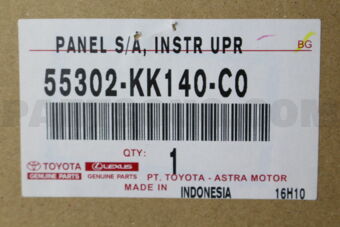 PANEL S/A, INSTR UPR
BG
55302-KK140-C0
QTY: 1
TOYOTA LEXUS
GENUINE PARTS GENUINE PARTS
PT. TOYOTA - ASTRA MOTOR
MADE IN INDONESIA
16H10